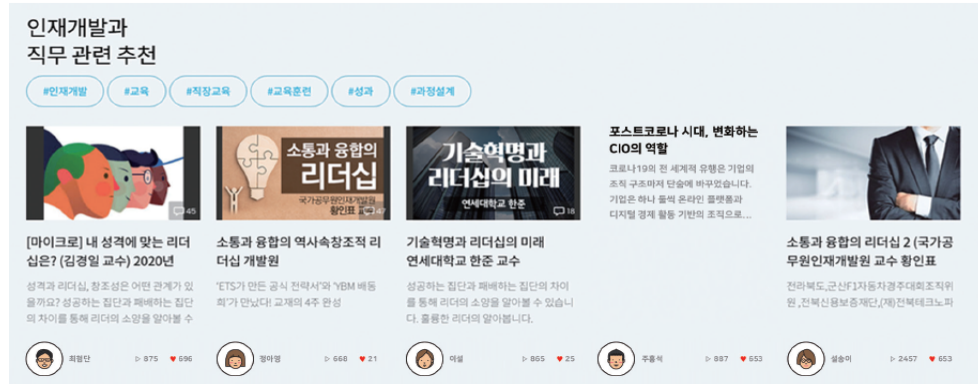 인재개발과
직무 관련 추천
#인재개발 #교육 #직장교육 #교육훈련 #성과 #과정설계
45
[마이크로] 내 성격에 맞는 리더
십은? (김경일 교수) 2020년
성격과 리더십, 창조성은 어떤 관계가 있
을까요? 성공하는 집단과 패배하는 집단
의 차이를 통해 리더의 소양을 알아볼 수
최점단 875 696
소통과 융합의
리더십
국가공무원인재개발원
황인표 47
소통과 융합의 역사속창조적 리
더십 개발원
'ETS가 만든 공식 전략서'와 'YBM 배동
희'가 만났다! 교재의 4주 완성
정아영 668 21
기술혁명과
리더십의 미래
연세대학교 한준
18
기술혁명과 리더십의 미래
연세대학교 한준 교수
성공하는 집단과 패배하는 집단의 차이
를 통해 리더의 소양을 알아볼 수 있습니
다. 훌륭한 리더의 알아봅니다.
이설 865 25
포스트코로나 시대, 변화하는
CIO의 역할
코로나19의 전 세계적 유행은 기업의
조직 구조마저 단숨에 바꾸었습니다.
기업은 하나 둘씩 온라인 플랫폼과
디지털 경제 활동 기반의 조직으로...
주홍석 887 653
소통과 융합의 리더십 2 (국가공
무원인재개발원 교수 황인표
전라북도,군산F1자동차경주대회조직위
원 ,전북신용보증재단,(재)전북테크노파
설송이 2457 653